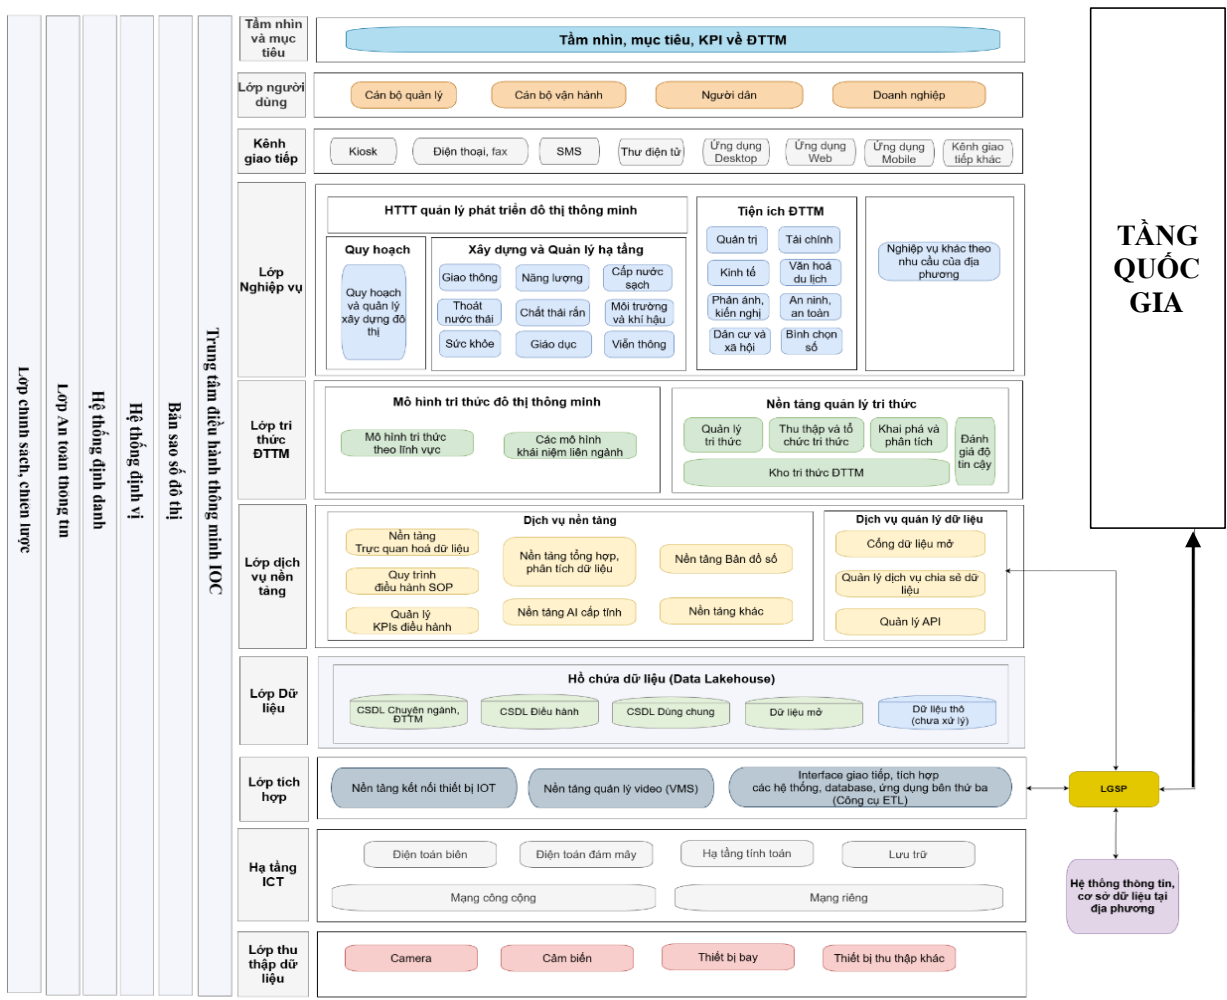 Lớp chính sách, chiến lược
Lớp An toàn thông tin
Hệ thống định danh
Hệ thống định vị
Bản sao số đô thị
Trung tâm điều hành thông minh IOC
Tầm nhìn
và mục
tiêu
Tầm nhìn, mục tiêu, KPI về ĐTTM
Lớp người
dùng
Cán bộ quản lý
Cán bộ vận hành
Người dân
Doanh nghiệp
Kênh
giao tiếp
Kiosk
Điện thoại, fax
SMS
Thư điện tử
Ứng dụng
Desktop
Ứng dụng
Web
Ứng dụng
Mobile
Kênh giao
tiếp khác
Lớp
Nghiệp vụ
HTTT quản lý phát triển đô thị thông minh
Quy hoạch
Quy hoạch
và quản lý
xây dựng đô
thị
Xây dựng và Quản lý hạ tầng
Giao thông
Năng lượng
Cấp nước
sạch
Thoát
nước thải
Chất thải rắn
Môi trường
và khí hậu
Sức khỏe
Giáo dục
Viễn thông
Tiện ích ĐTTM
Quản trị
Tài chính
Kinh tế
Văn hoá
du lịch
Phản ánh,
kiến nghị
An ninh,
an toàn
Dân cư và
xã hội
Bình chọn
số
Nghiệp vụ khác theo
nhu cầu của địa
phương
Lớp tri
thức
ĐTTM
Mô hình tri thức đô thị thông minh
Mô hình tri thức
theo lĩnh vực
Các mô hình
khái niệm liên ngành
Nền tảng quản lý tri thức
Quản lý
tri thức
Thu thập và tổ
chức tri thức
Khai phá và
phân tích
Đánh
giá độ
tin cậy
Kho tri thức DTTM
Lớp dịch
vụ nền
tảng
Dịch vụ nền tảng
Nền tảng
Trực quan hoá dữ liệu
Quy trình
điều hành SOP
Quản lý
KPIs điều hành
Nền tảng tổng hợp,
phân tích dữ liệu
Nền tảng AI cấp tỉnh
Nền tảng Bản đồ số
Nền tảng khác
Dịch vụ quản lý dữ liệu
Cổng dữ liệu mở
Quản lý dịch vụ chia sẻ dữ
liệu
Quản lý API
Lớp Dữ
liệu
Hồ chứa dữ liệu (Data Lakehouse)
CSDL Chuyên ngành,
ĐTTM
CSDL Điều hành
CSDL Dùng chung
Dữ liệu mở
Dữ liệu thô
(chưa xử lý)
Lớp tích
hợp
Nền tảng kết nối thiết bị IOT
Nền tảng quản lý video (VMS)
Interface giao tiếp, tích hợp
các hệ thống, database, ứng dụng bên thứ ba
(Công cụ ETL)
Hạ tầng
ICT
Điện toán biên
Điện toán đám mây
Hạ tầng tính toán
Lưu trữ
Mạng công cộng
Mạng riêng
Lớp thu
thập dữ
liệu
Camera
Cảm biến
Thiết bị bay
Thiết bị thu thập khác
TẦNG
QUỐC
GIA
LGSP
Hệ thống thông tin,
cơ sở dữ liệu tại
địa phương